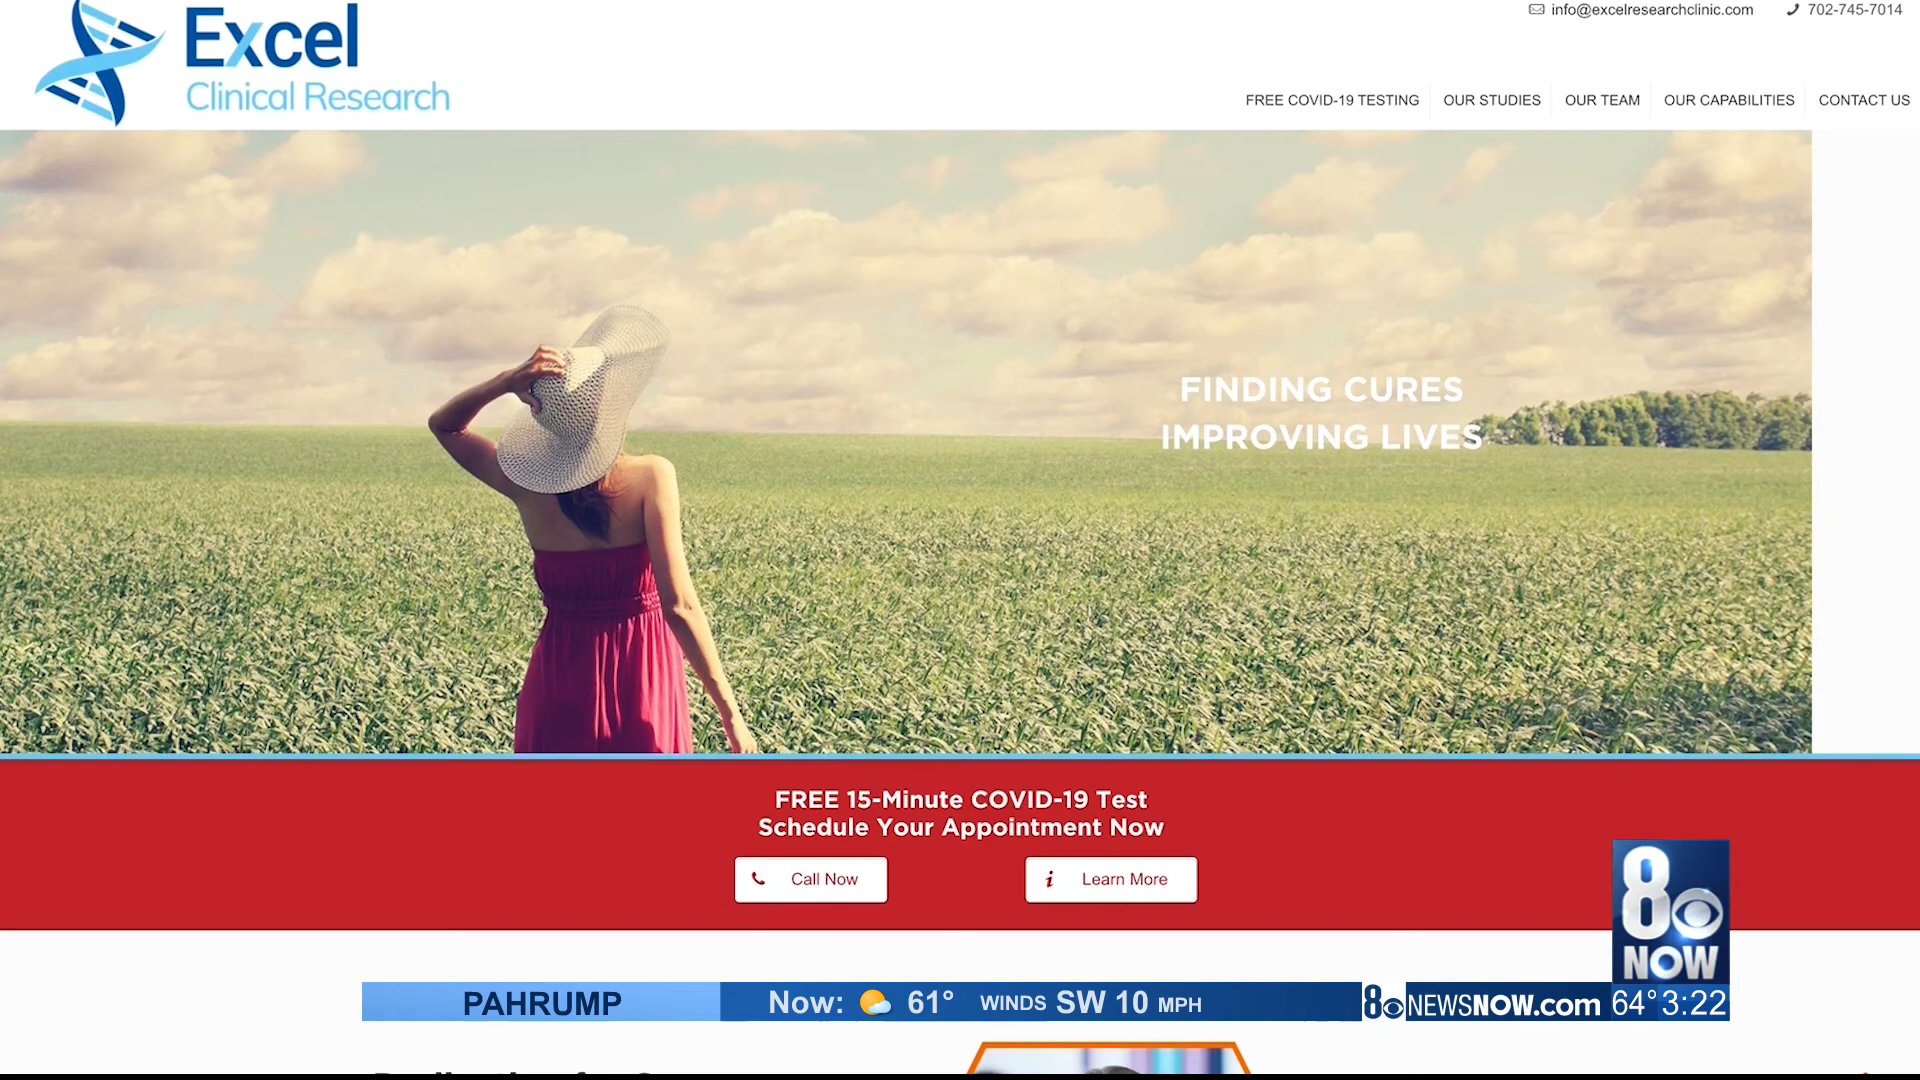 Excel
Clinical Research
info@excelresearchclinic.com
702-745-7014
FREE COVID-19 TESTING
OUR STUDIES
OUR TEAM
OUR CAPABILITIES
CONTACT US
FINDING CURES
IMPROVING LIVES
FREE 15-Minute COVID-19 Test
Schedule Your Appointment Now
Call Now
Learn More
8
NOW
PAHRUMP
Now: 61° WINDS SW 10 MPH
8 NEWSNOW.com 64° 3:22